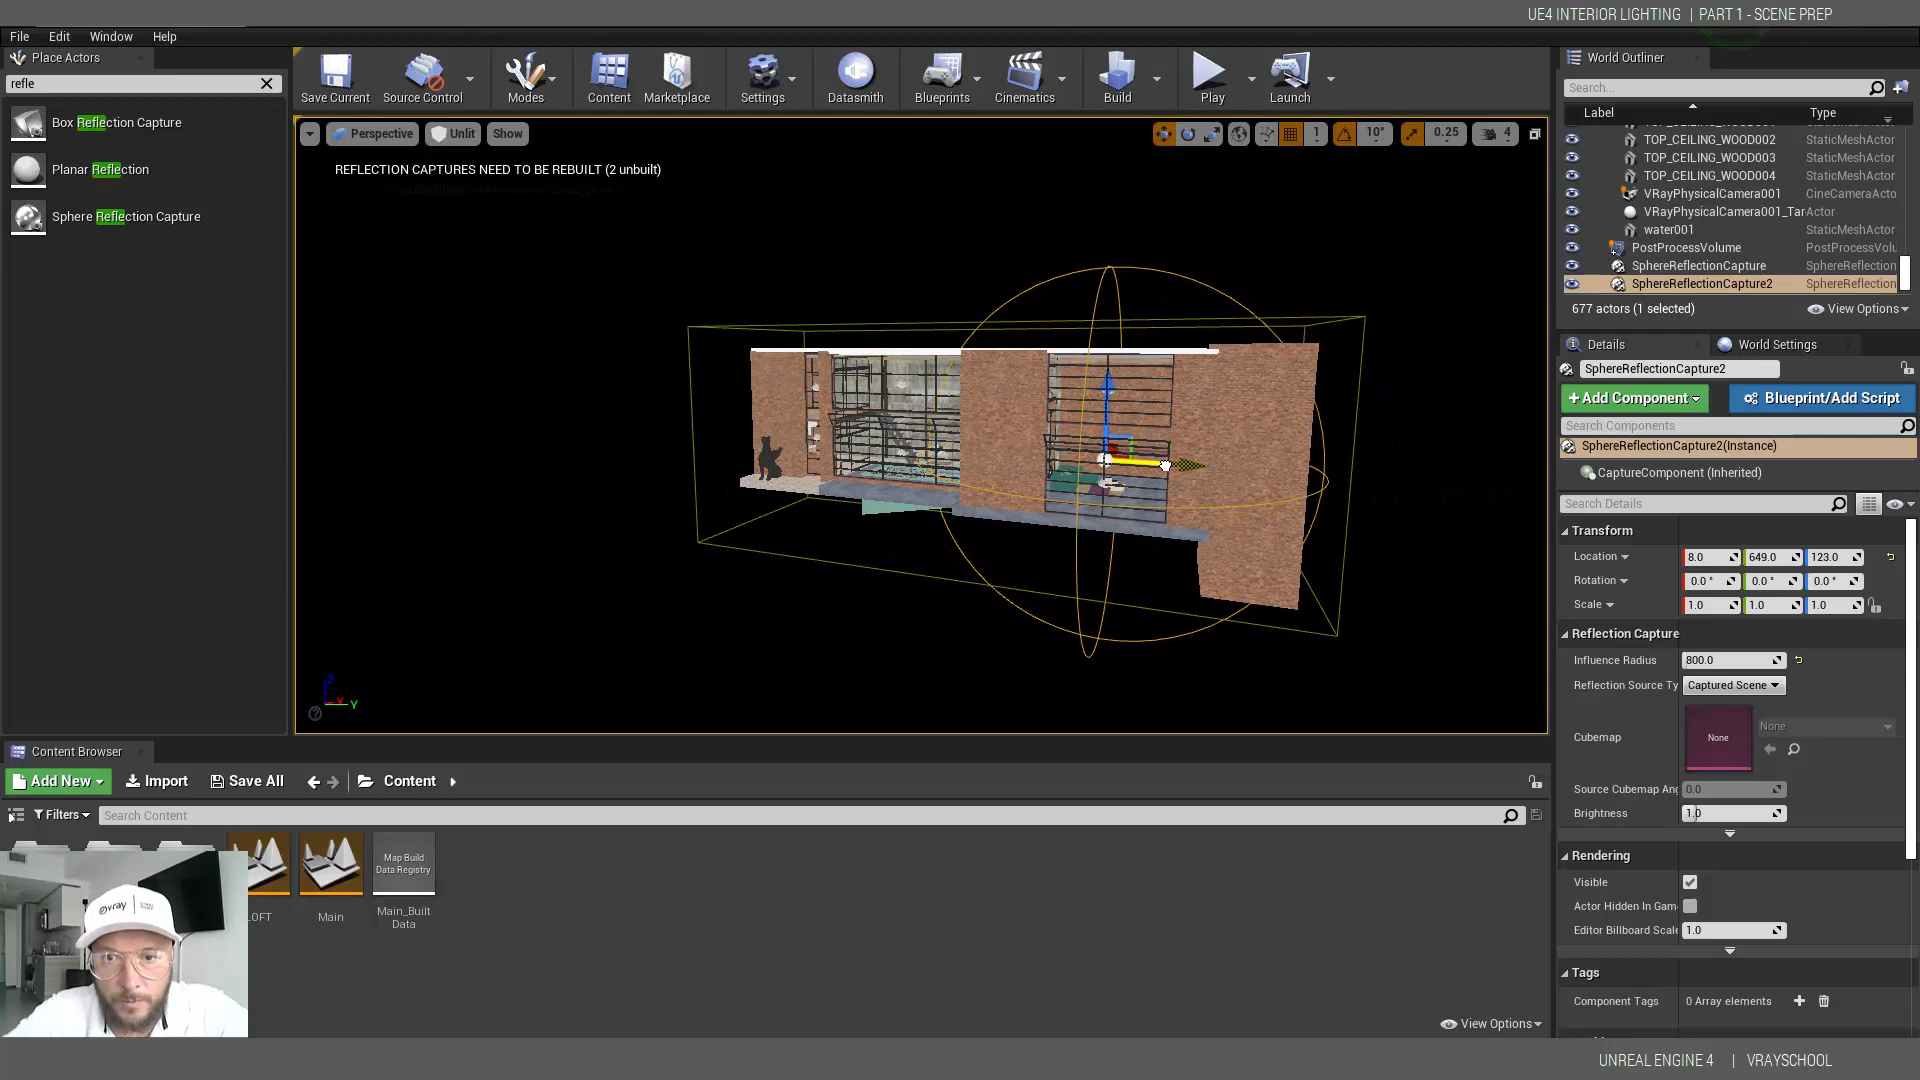 UE4 INTERIOR LIGHTING | PART 1 - SCENE PREP
File Edit Window Help
Place Actors
refle
Box Reflection Capture
Planar Reflection
Sphere Reflection Capture
Save Current Source Control Modes Content Marketplace Settings Datasmith Blueprints Cinematics Build Play Launch
Perspective Unlit Show
1 10° 0.25 4
REFLECTION CAPTURES NEED TO BE REBUILT (2 unbuilt)
Z X Y
World Outliner
Search...
Label Type
TOP_CEILING_WOOD002 StaticMeshActor
TOP_CEILING_WOOD003 StaticMeshActor
TOP_CEILING_WOOD004 StaticMeshActor
VRayPhysicalCamera001 CineCameraActo
VRayPhysicalCamera001_Tar Actor
water001 StaticMeshActor
PostProcessVolume PostProcessVolu
SphereReflectionCapture SphereReflection
SphereReflectionCapture2 SphereReflection
677 actors (1 selected) View Options
Details World Settings
SphereReflectionCapture2
+Add Component Blueprint/Add Script
Search Components
SphereReflectionCapture2(Instance)
CaptureComponent (Inherited)
Search Details
Transform
Location 8.0 649.0 123.0
Rotation 0.0 ° 0.0 ° 0.0 °
Scale 1.0 1.0 1.0
Reflection Capture
Influence Radius 800.0
Reflection Source Ty Captured Scene
Cubemap None None
Source Cubemap Ang 0.0
Brightness 1.0
Rendering
Visible
Actor Hidden In Gam
Editor Billboard Scale 1.0
Tags
Component Tags 0 Array elements
Content Browser
Add New Import Save All Content
Filters Search Content
LOFT
Main
Map Build
Data Registry
Main_Built
Data
vray
View Options
UNREAL ENGINE 4 | VRAYSCHOOL